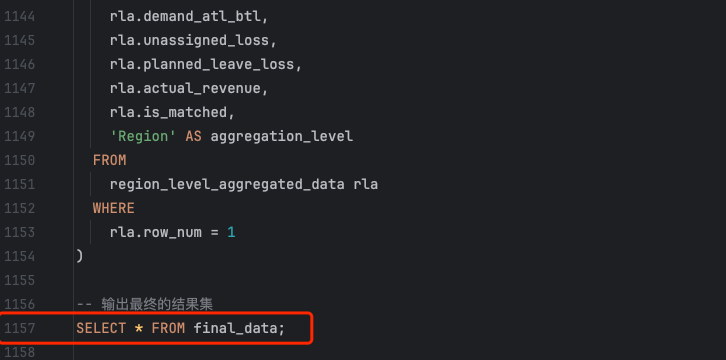 1144 rla.demand_atl_btl,
1145 rla.unassigned_loss,
1146 rla.planned_leave_loss,
1147 rla.actual_revenue,
1148 rla.is_matched,
1149 'Region' AS aggregation_level
1150 FROM
1151 region_level_aggregated_data rla
1152 WHERE
1153 rla.row_num = 1
1154 )
1155
1156 -- 输出最终的结果集
1157 SELECT * FROM final_data;
1158